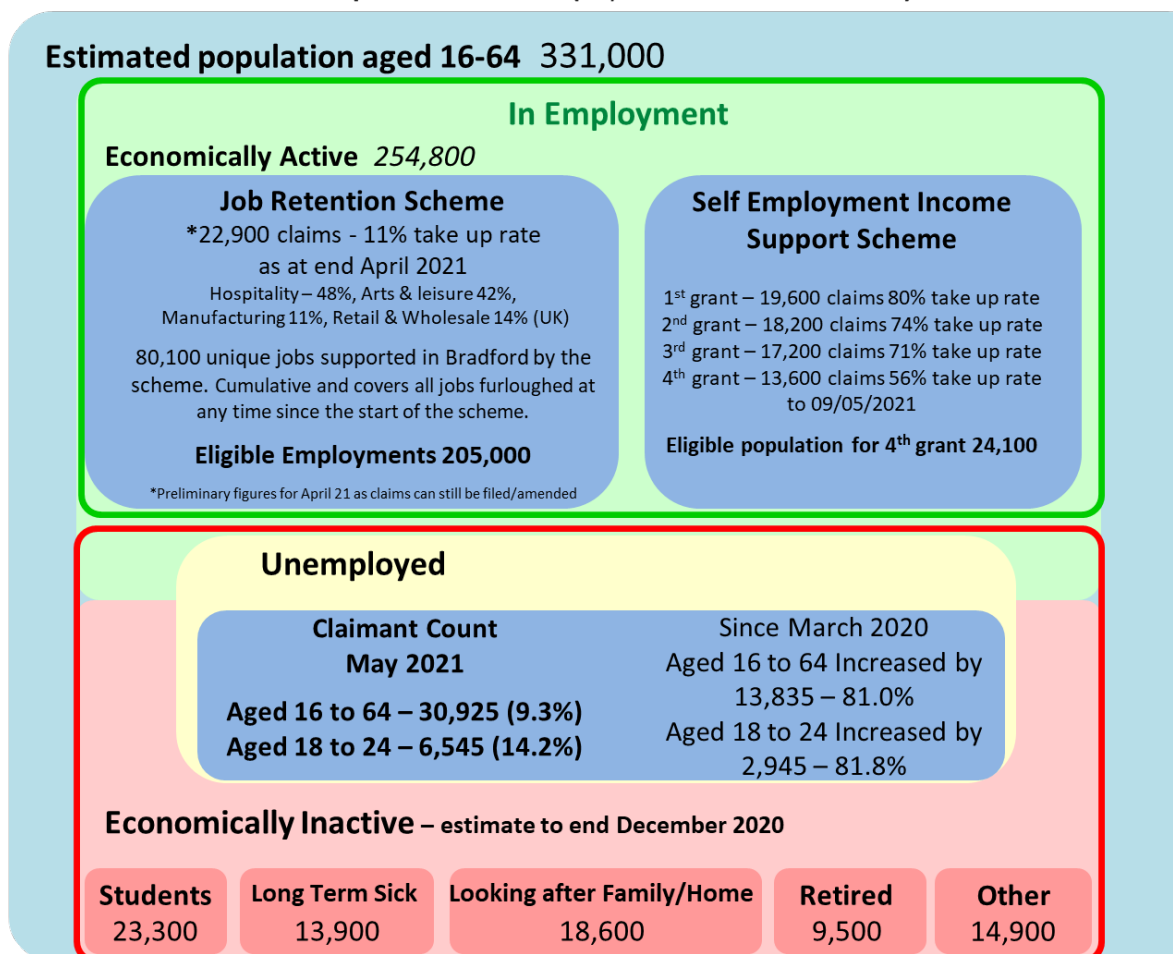 Estimated population aged 16-64 331,000
In Employment
Economically Active 254,800
Job Retention Scheme
*22,900 claims - 11% take up rate
as at end April 2021
Hospitality – 48%, Arts & leisure 42%,
Manufacturing 11%, Retail & Wholesale 14% (UK)
80,100 unique jobs supported in Bradford by the
scheme. Cumulative and covers all jobs furloughed at
any time since the start of the scheme.
Eligible Employments 205,000
*Preliminary figures for April 21 as claims can still be filed/amended
Self Employment Income
Support Scheme
1st grant – 19,600 claims 80% take up rate
2nd grant – 18,200 claims 74% take up rate
3rd grant – 17,200 claims 71% take up rate
4th grant – 13,600 claims 56% take up rate
to 09/05/2021
Eligible population for 4th grant 24,100
Unemployed
Claimant Count
May 2021
Aged 16 to 64 – 30,925 (9.3%)
Aged 18 to 24 – 6,545 (14.2%)
Since March 2020
Aged 16 to 64 Increased by
13,835 – 81.0%
Aged 18 to 24 Increased by
2,945 – 81.8%
Economically Inactive – estimate to end December 2020
Students
23,300
Long Term Sick
13,900
Looking after Family/Home
18,600
Retired
9,500
Other
14,900